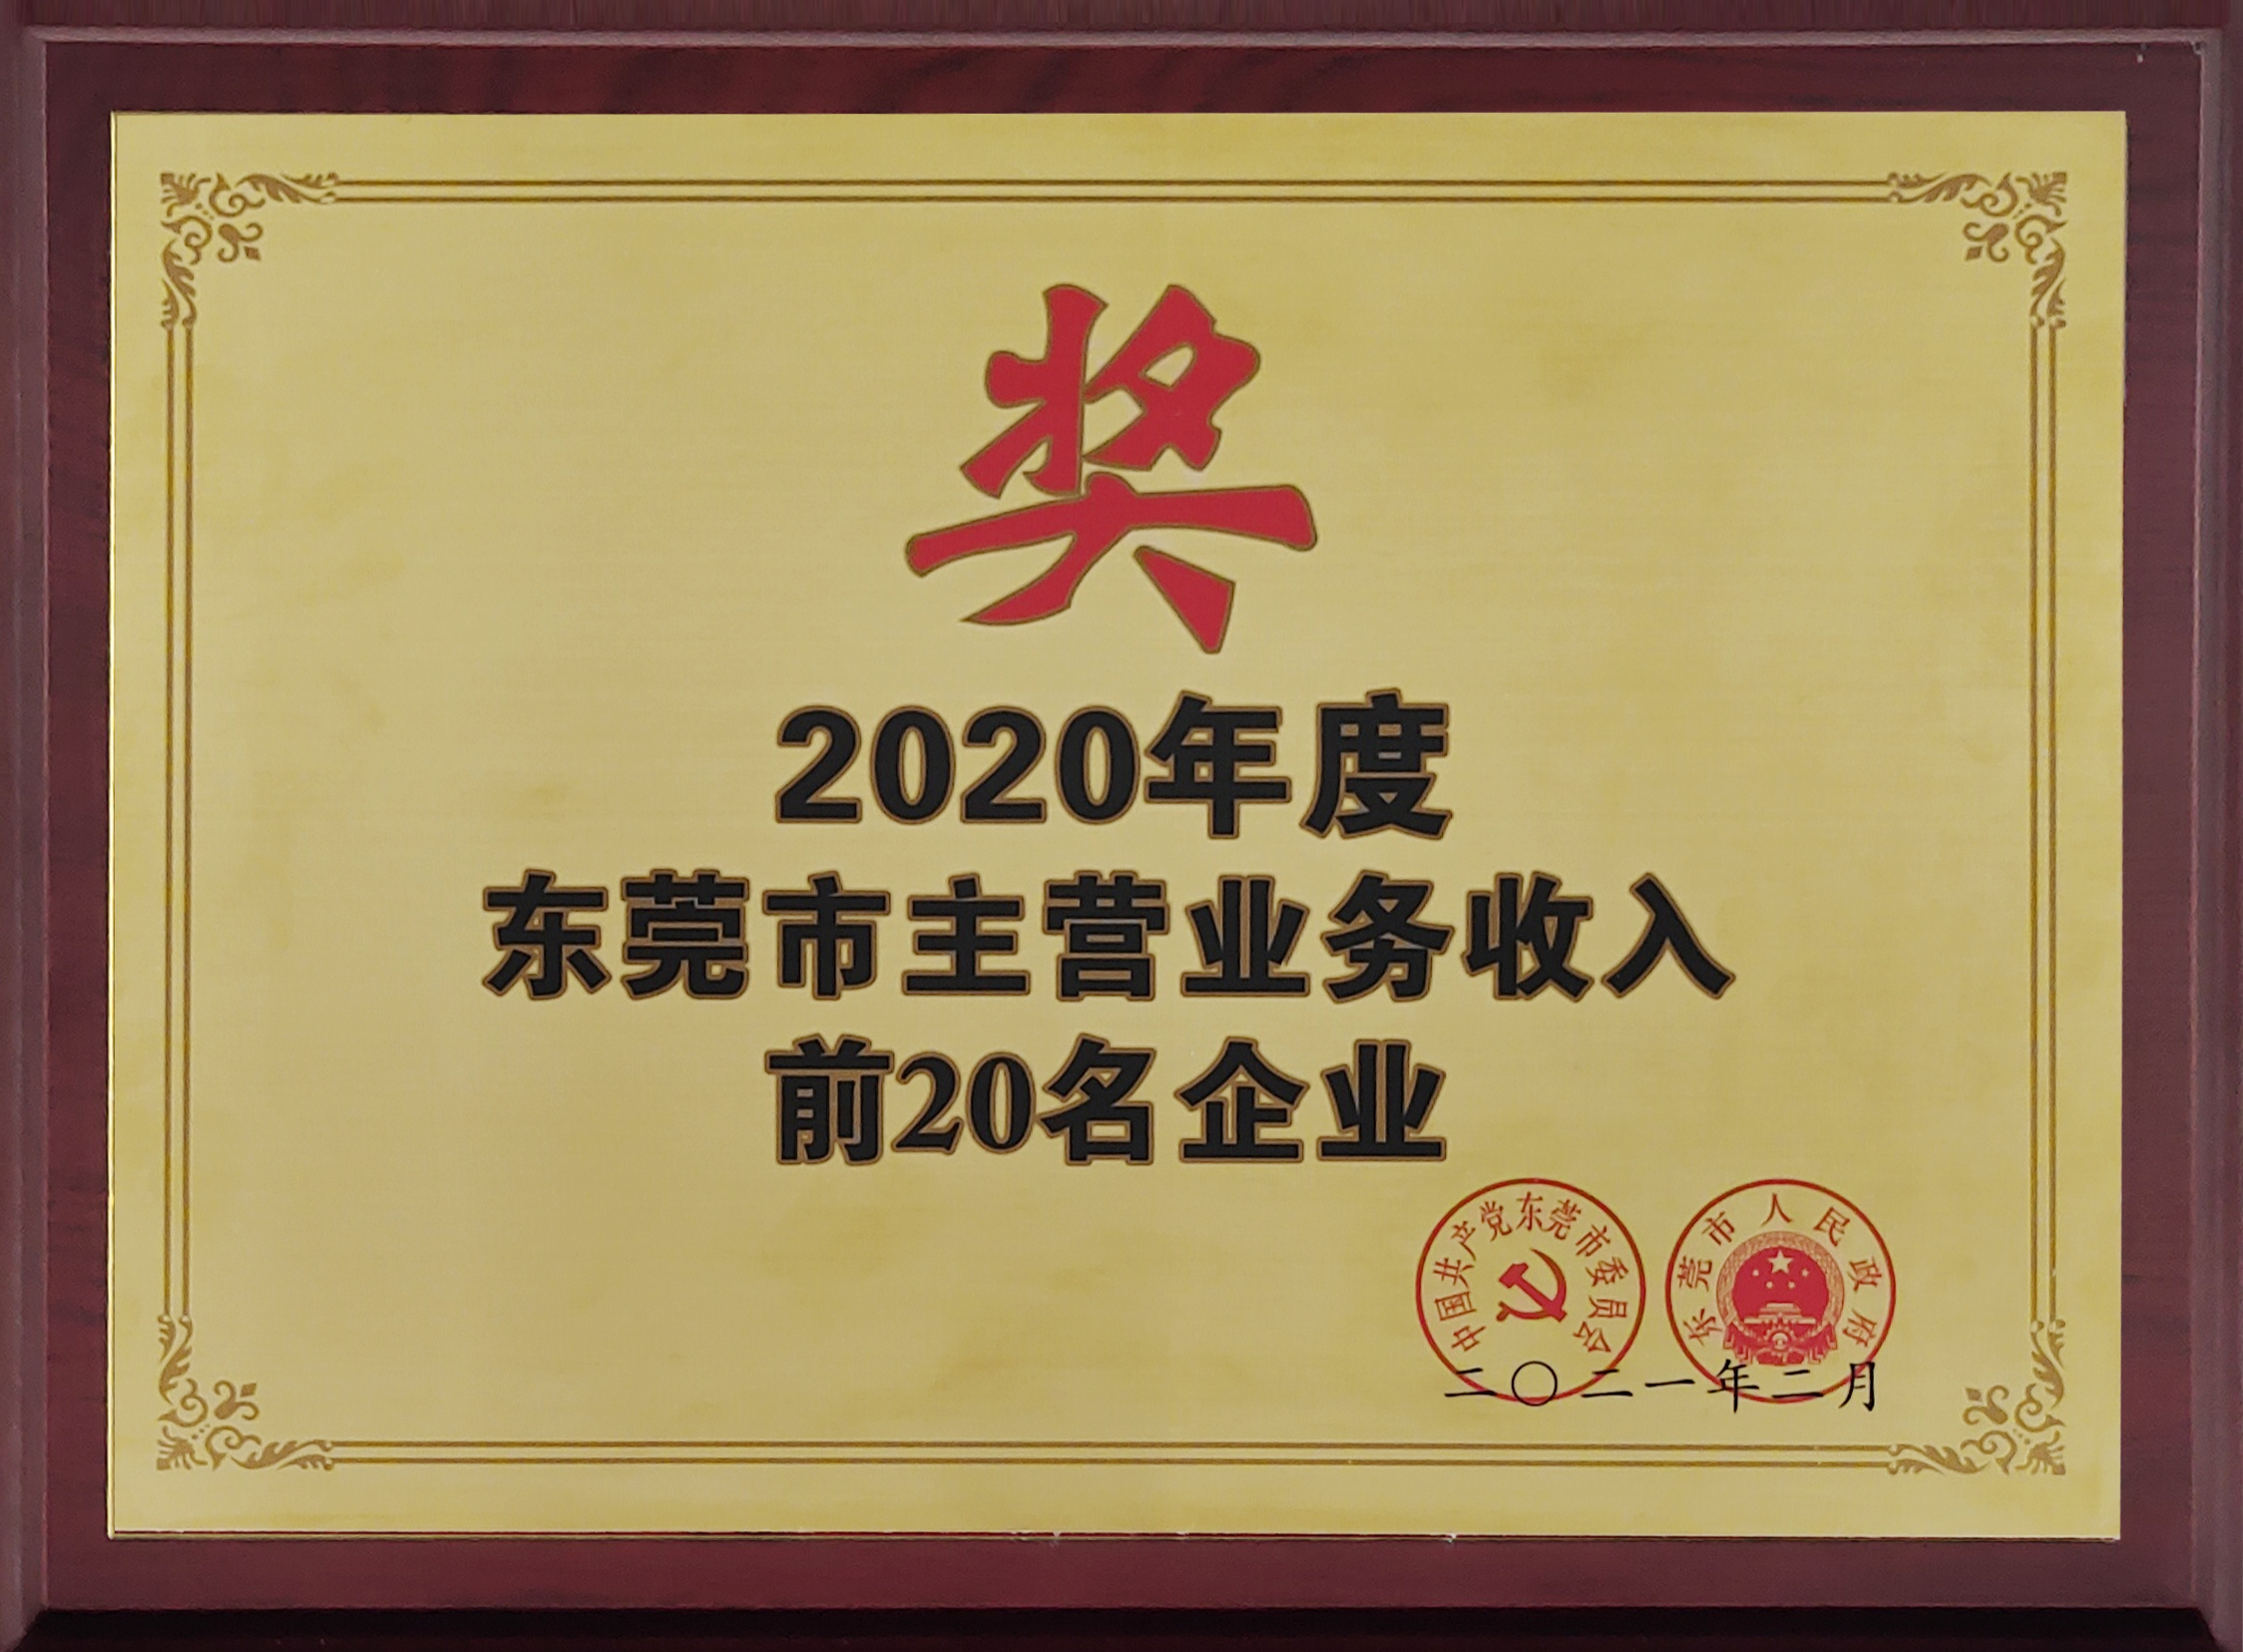 奖
2020年度
东莞市主营业务收入
前20名企业
中国共产党东莞市委员会
东莞市人民政府
二〇二一年二月